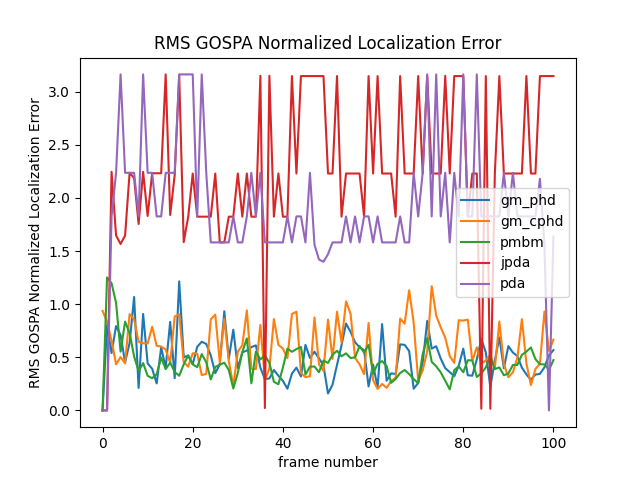 RMS GOSPA Normalized Localization Error
RMS GOSPA Normalized Localization Error
3.0
2.5
2.0
1.5
1.0
0.5
0.0
gm_phd
gm_cphd
pmbm
jpda
pda
0 20 40 60 80 100
frame number